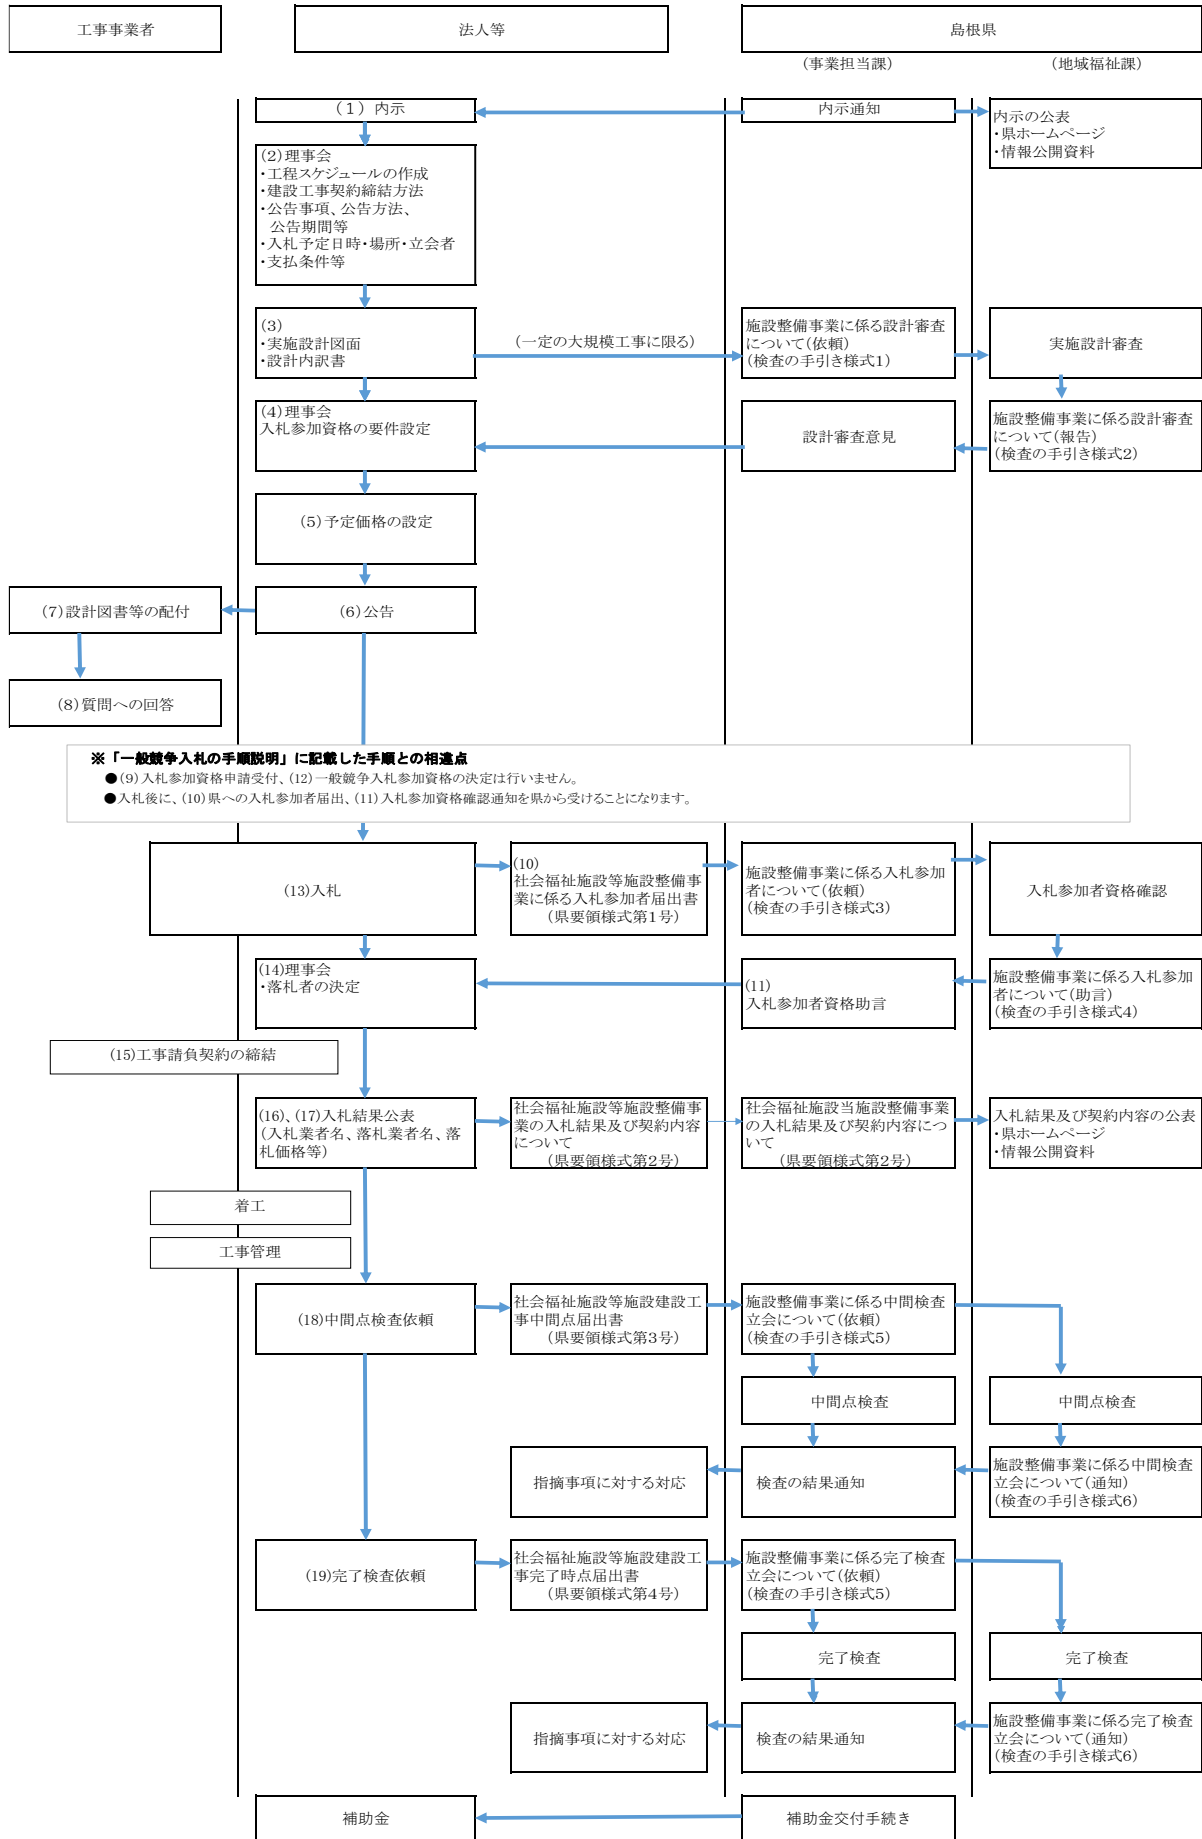 工事事業者
法人等
島根県
(事業担当課)
(地域福祉課)
(1)内示
内示通知
内示の公表
・県ホームページ
・情報公開資料
(2)理事会
・工程スケジュールの作成
・建設工事契約締結方法
・公告事項、公告方法、
公告期間等
・入札予定日時・場所・立会者
・支払条件等
(3)
・実施設計図面
・設計内訳書
(一定の大規模工事に限る)
施設整備事業に係る設計審査
について(依頼)
(検査の手引き様式1)
実施設計審査
(4)理事会
入札参加資格の要件設定
設計審査意見
施設整備事業に係る設計審査
について(報告)
(検査の手引き様式2)
(5)予定価格の設定
(7)設計図書等の配付
(6)公告
(8)質問への回答
※「一般競争入札の手順説明」に記載した手順との相違点
●(9)入札参加資格申請受付、(12)一般競争入札参加資格の決定は行いません。
●入札後に、(10)県への入札参加者届出、(11)入札参加資格確認通知を県から受けることになります。
(13)入札
(10)
社会福祉施設等施設整備事
業に係る入札参加者届出書
(県要領様式第1号)
施設整備事業に係る入札参加
者について(依頼)
(検査の手引き様式3)
入札参加者資格確認
(14)理事会
・落札者の決定
(11)
入札参加者資格助言
施設整備事業に係る入札参加
者について(助言)
(検査の手引き様式4)
(15)工事請負契約の締結
(16)、(17)入札結果公表
(入札業者名、落札業者名、落
札価格等)
社会福祉施設等施設整備事
業の入札結果及び契約内容
について
(県要領様式第2号)
社会福祉施設当施設整備事業
の入札結果及び契約内容につ
いて
(県要領様式第2号)
入札結果及び契約内容の公表
・県ホームページ
・情報公開資料
着工
工事管理
(18)中間点検査依頼
社会福祉施設等施設建設工
事中間点届出書
(県要領様式第3号)
施設整備事業に係る中間検査
立会について(依頼)
(検査の手引き様式5)
中間点検査
中間点検査
指摘事項に対する対応
検査の結果通知
施設整備事業に係る中間検査
立会について(通知)
(検査の手引き様式6)
(19)完了検査依頼
社会福祉施設等施設建設工
事完了時点届出書
(県要領様式第4号)
施設整備事業に係る完了検査
立会について(依頼)
(検査の手引き様式5)
完了検査
完了検査
指摘事項に対する対応
検査の結果通知
施設整備事業に係る完了検査
立会について(通知)
(検査の手引き様式6)
補助金
補助金交付手続き